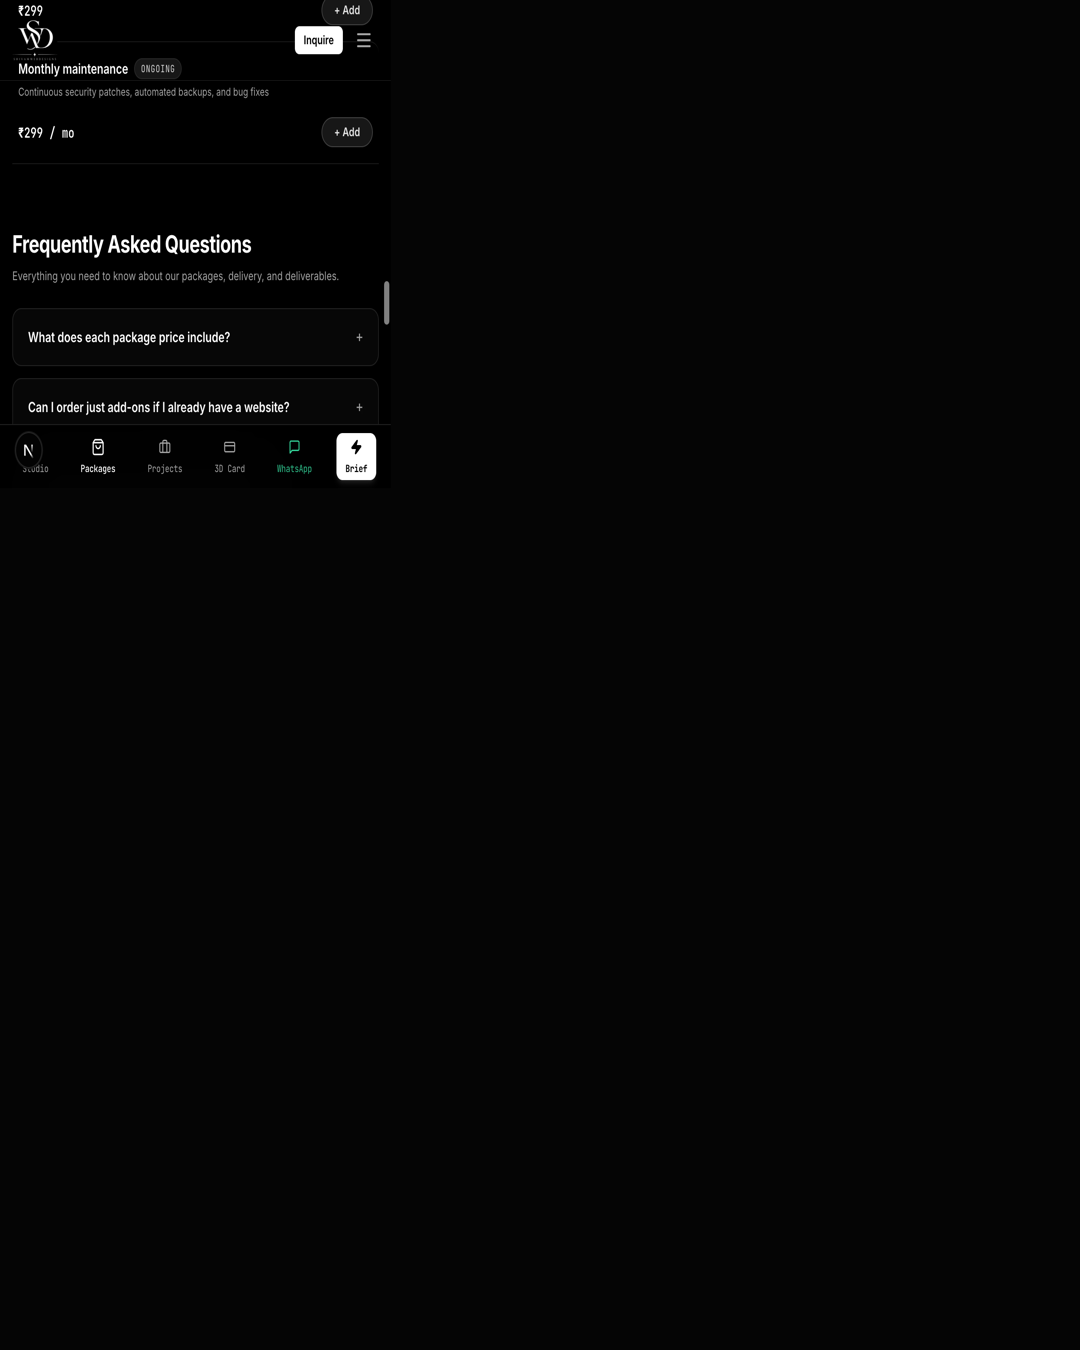 ₹299
+ Add
WSD
Inquire
Monthly maintenance
ONGOING
Continuous security patches, automated backups, and bug fixes
₹299 / mo
+ Add
Frequently Asked Questions
Everything you need to know about our packages, delivery, and deliverables.
What does each package price include?
+
Can I order just add-ons if I already have a website?
+
N
Studio
Packages
Projects
3D Card
WhatsApp
Brief